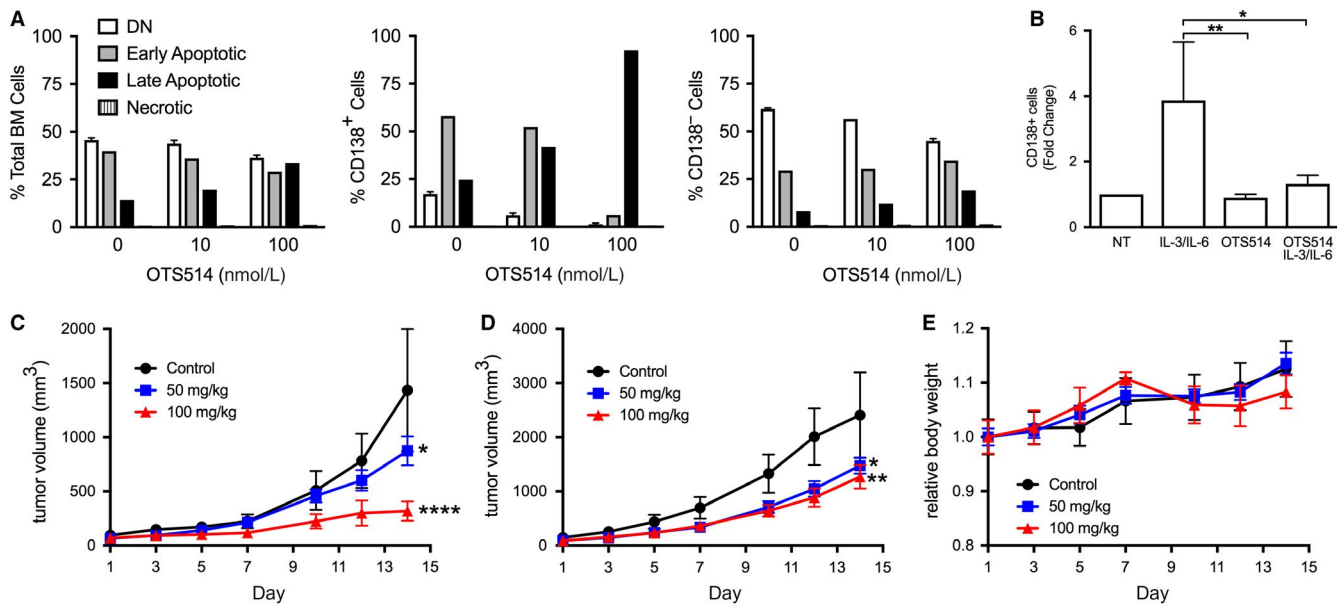 A
DN
Early Apoptotic
Late Apoptotic
Necrotic
% Total BM Cells
100
75
50
25
0
0 10 100
OTS514 (nmol/L)
% CD138+ Cells
100
75
50
25
0
0 10 100
OTS514 (nmol/L)
% CD138− Cells
100
75
50
25
0
0 10 100
OTS514 (nmol/L)
B
*
**
CD138+ cells
(Fold Change)
6
4
2
0
NT IL-3/IL-6 OTS514 OTS514
IL-3/IL-6
C
tumor volume (mm3)
2000
1500
1000
500
0
Control
50 mg/kg
100 mg/kg
*
****
1 3 5 7 9 11 13 15
Day
D
tumor volume (mm3)
4000
3000
2000
1000
0
Control
50 mg/kg
100 mg/kg
*
**
1 3 5 7 9 11 13 15
Day
E
relative body weight
1.2
1.1
1.0
0.9
0.8
Control
50 mg/kg
100 mg/kg
1 3 5 7 9 11 13 15
Day